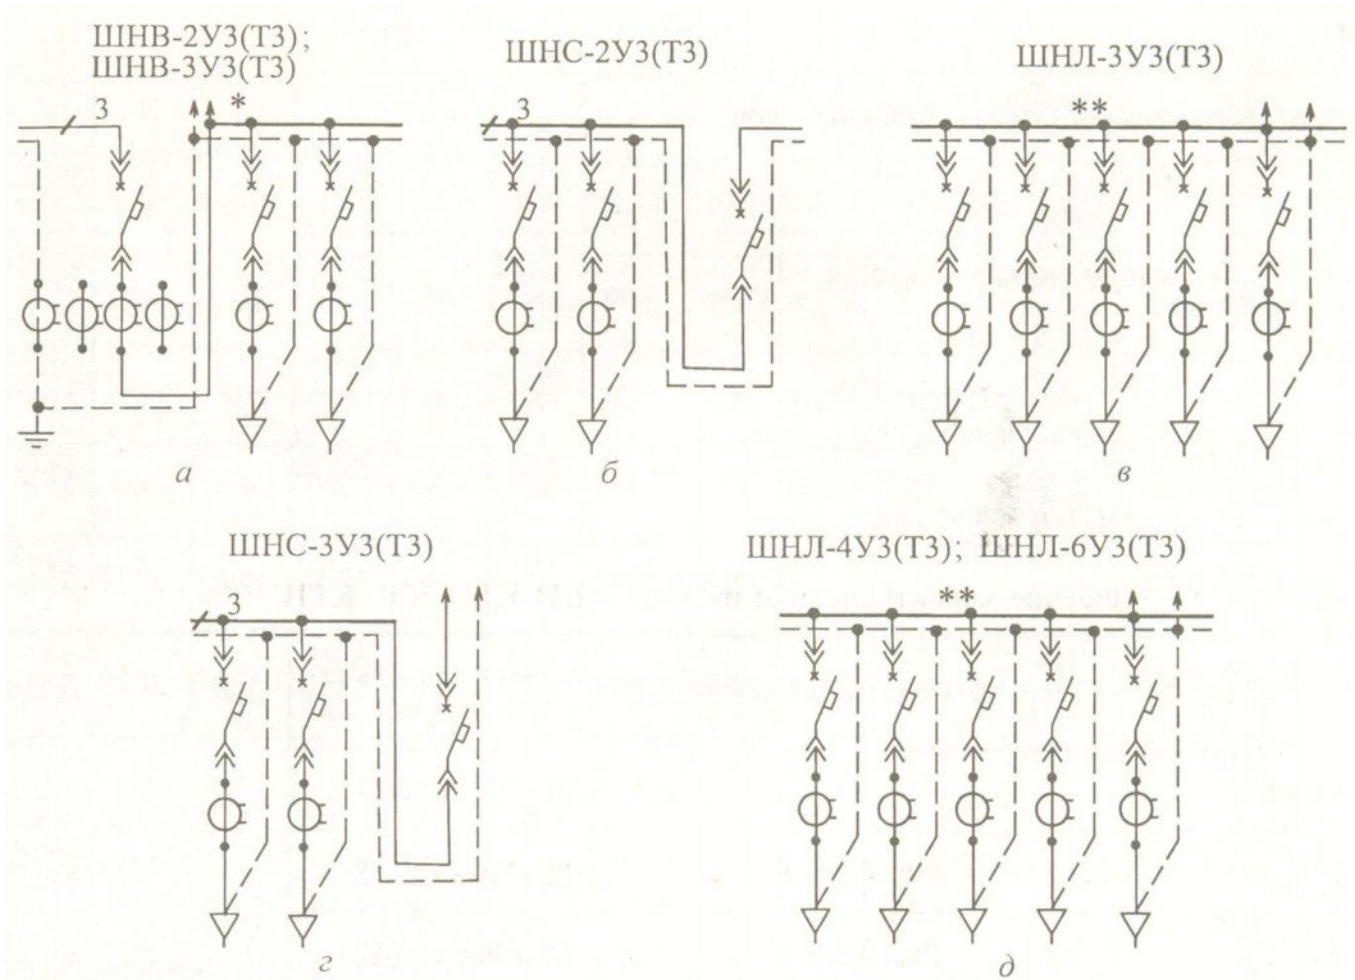 ШНВ-2У3(Т3);
ШНВ-3У3(Т3)
ШНС-2У3(Т3)
ШНЛ-3У3(Т3)
3
*
3
**
а
б
в
ШНС-3У3(Т3)
ШНЛ-4У3(Т3); ШНЛ-6У3(Т3)
3
**
г
д